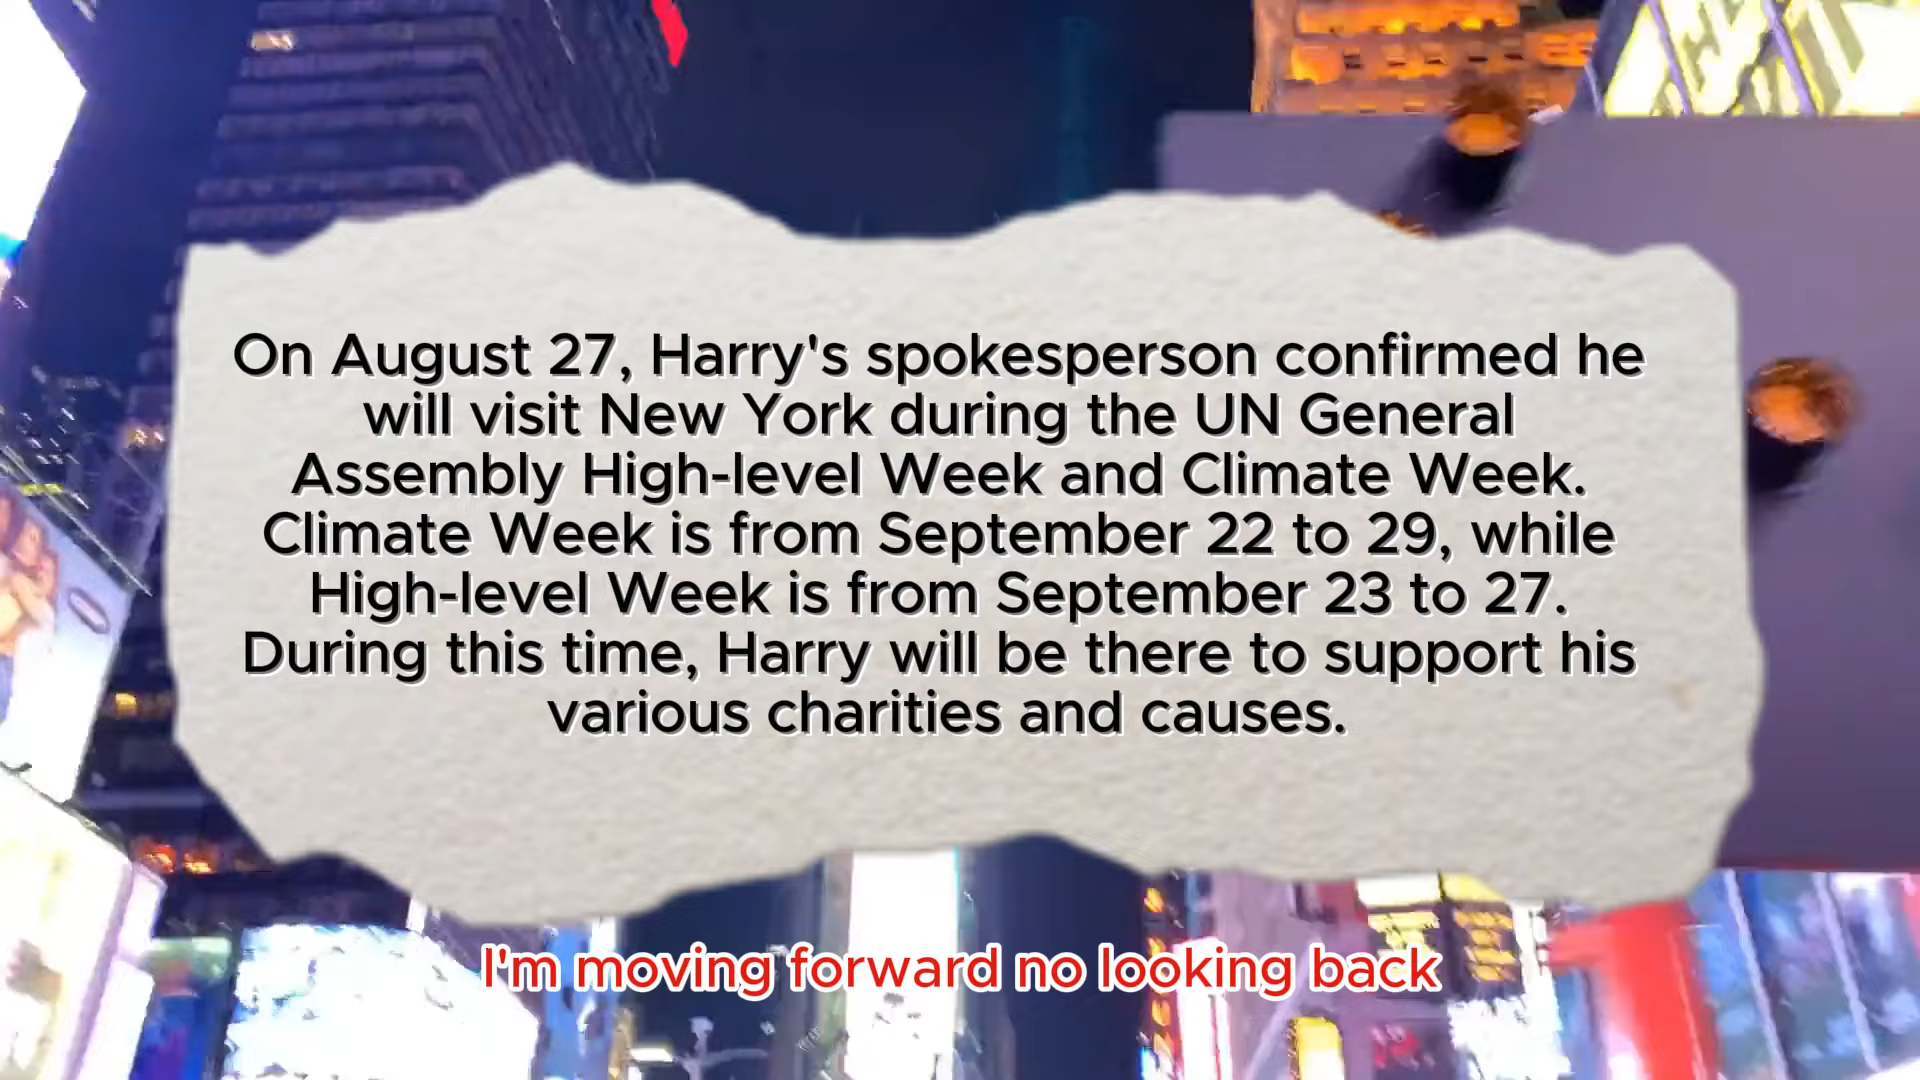 On August 27, Harry's spokesperson confirmed he
will visit New York during the UN General
Assembly High-level Week and Climate Week.
Climate Week is from September 22 to 29, while
High-level Week is from September 23 to 27.
During this time, Harry will be there to support his
various charities and causes.
I'm moving forward no looking back